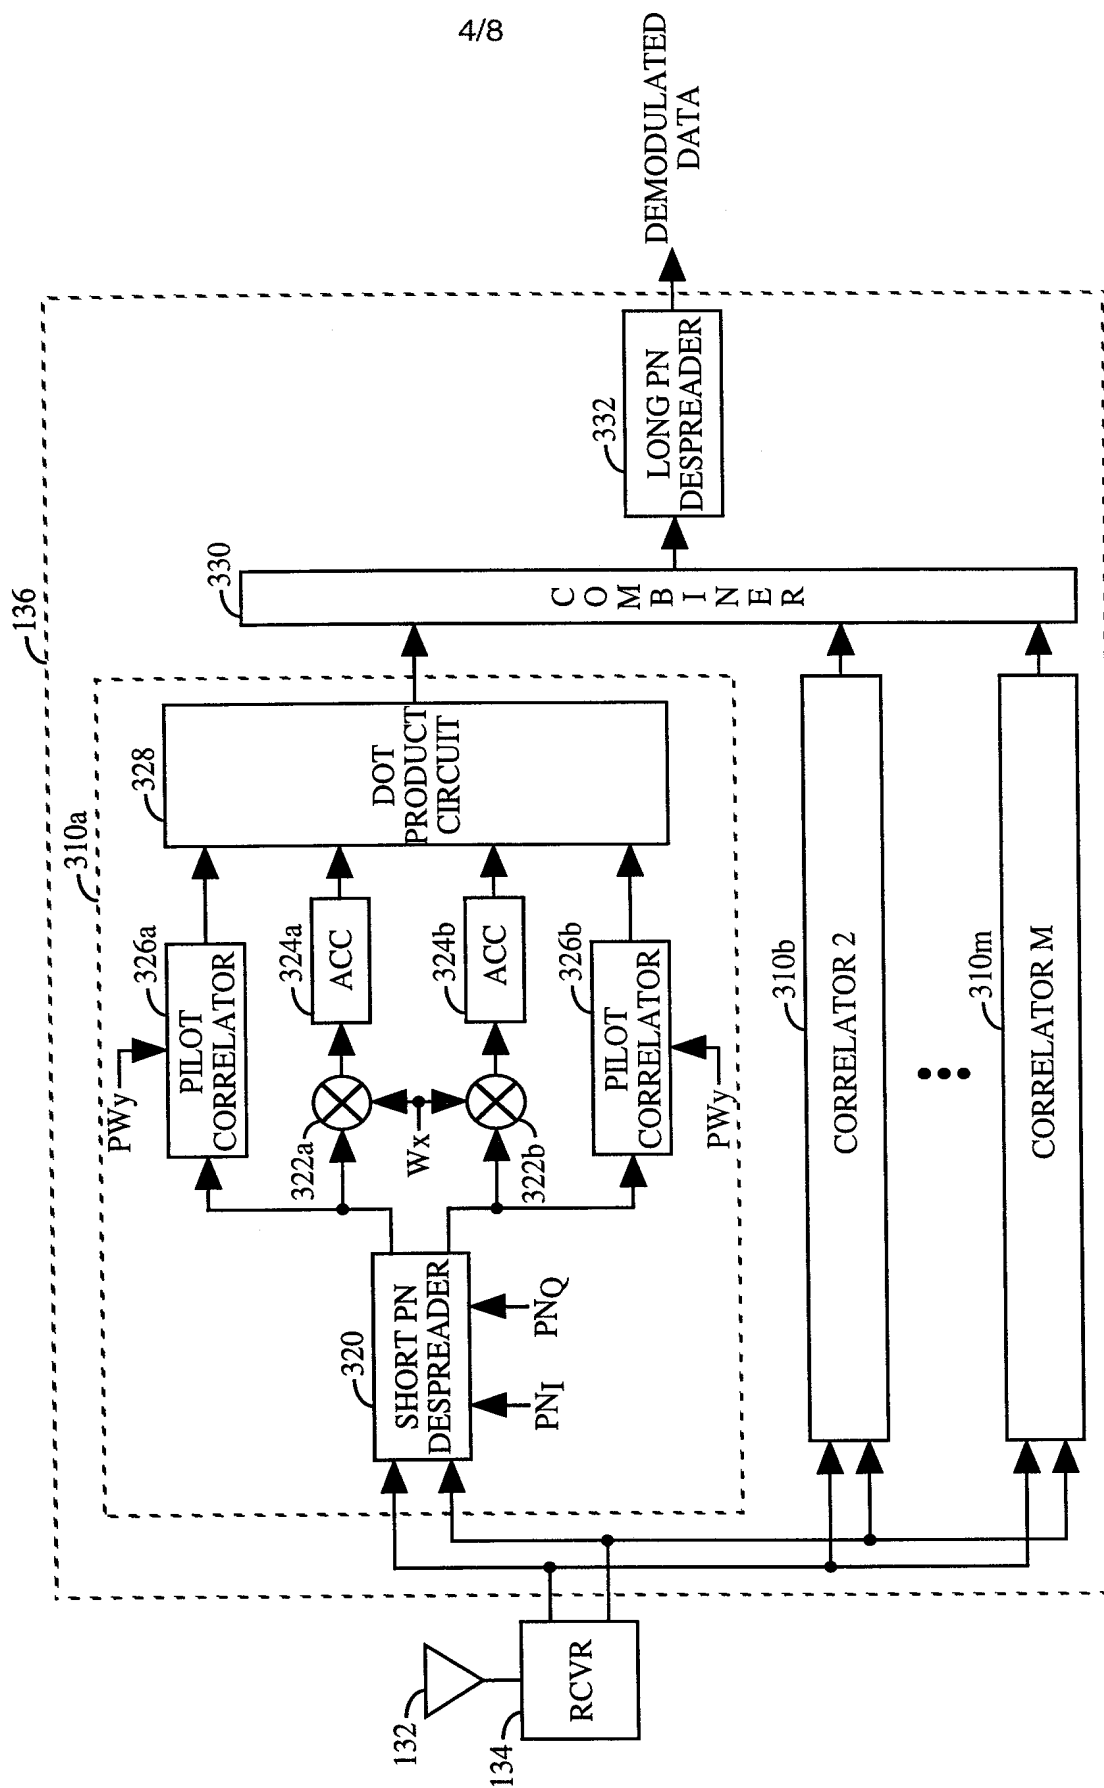 4/8
136
310a
326a
PWy
PILOT
CORRELATOR
324a
ACC
322a
Wx
322b
324b
ACC
326b
PILOT
CORRELATOR
PWy
328
DOT
PRODUCT
CIRCUIT
320
SHORT PN
DESPREADER
PNI
PNQ
132
134
RCVR
310b
CORRELATOR 2
310m
CORRELATOR M
330
COMBINER
332
LONG PN
DESPREADER
DEMODULATED
DATA